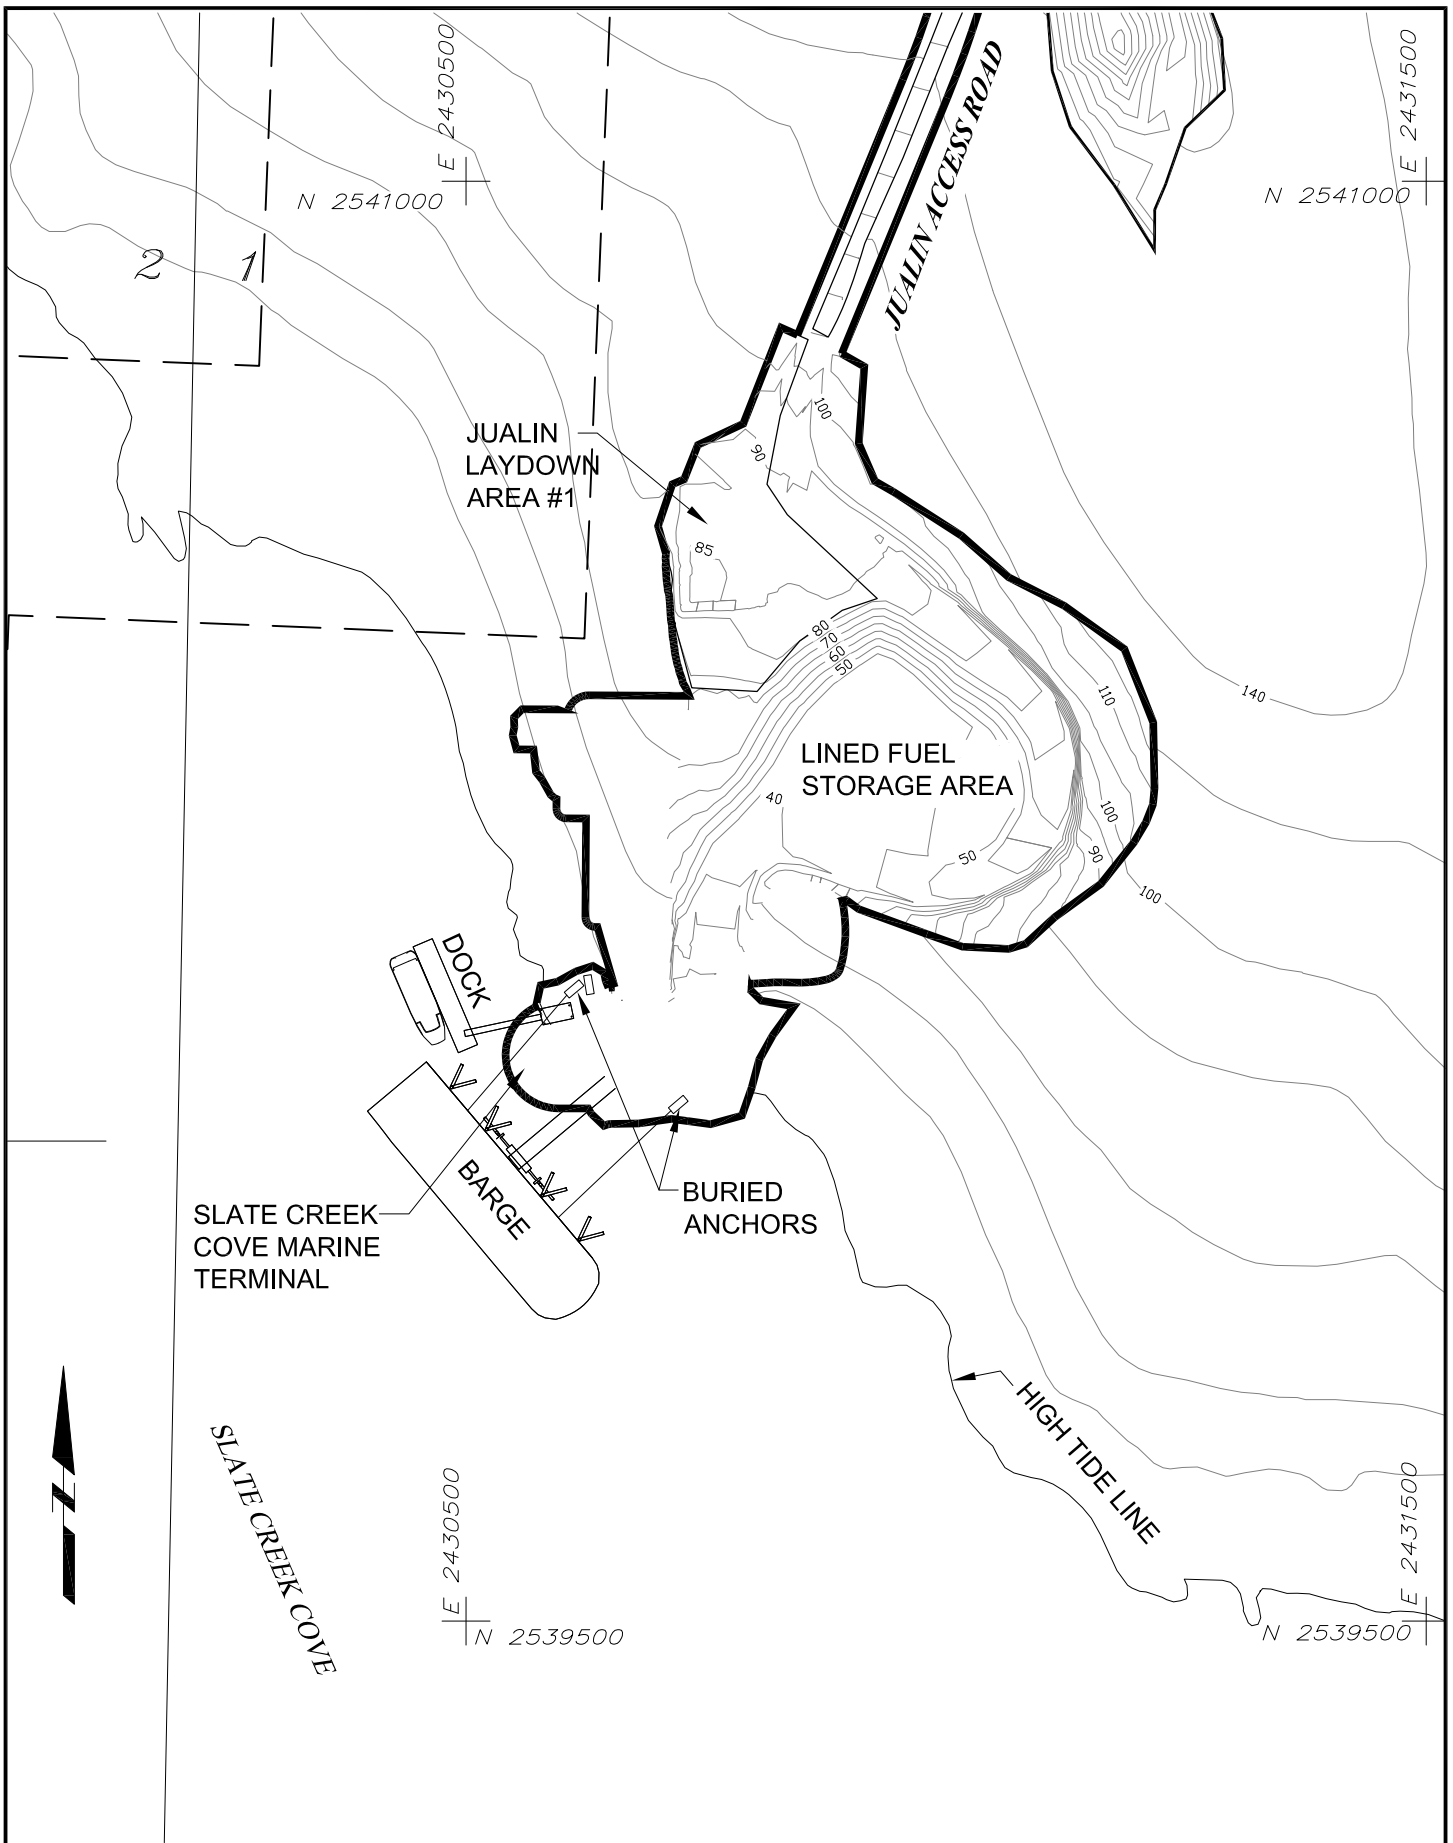 E 2430500
N 2541000
E 2431500
N 2541000
JUALIN ACCESS ROAD
2
1
100
90
JUALIN
LAYDOWN
AREA #1
85
80
70
60
50
110
140
LINED FUEL
STORAGE AREA
40
100
50
90
100
DOCK
BARGE
BURIED
ANCHORS
SLATE CREEK
COVE MARINE
TERMINAL
HIGH TIDE LINE
N
SLATE CREEK COVE
E 2430500
N 2539500
E 2431500
N 2539500